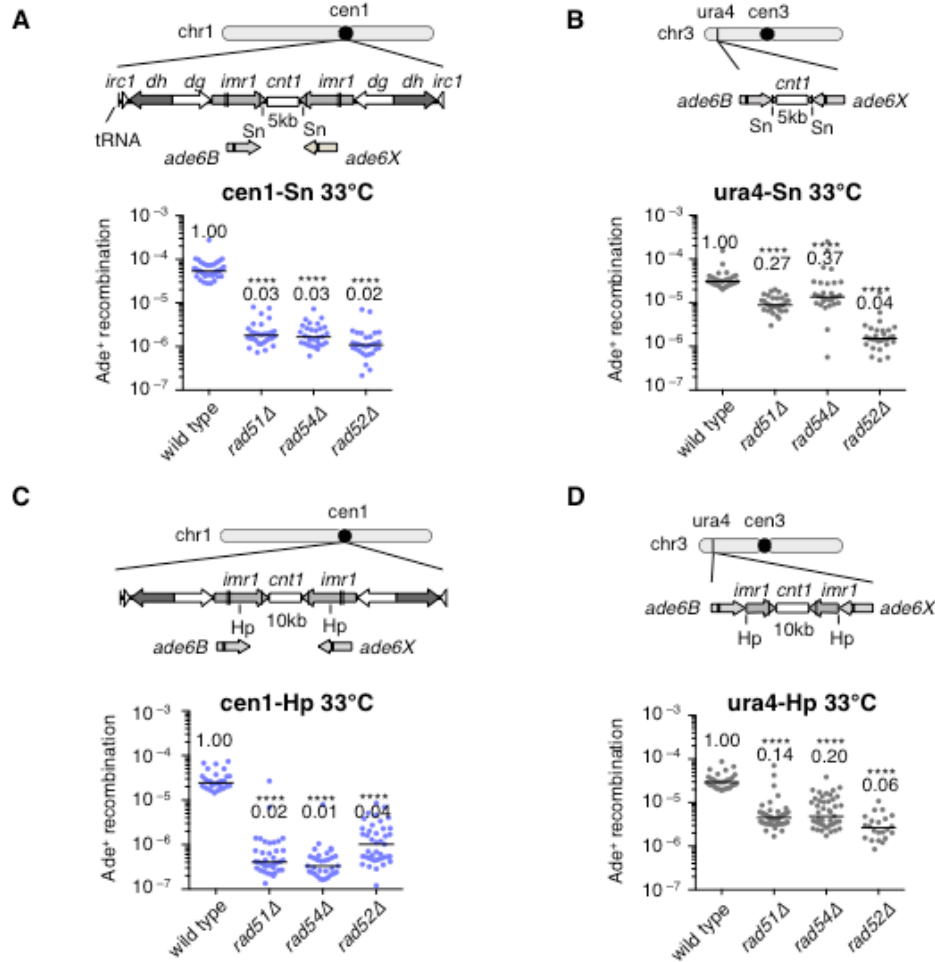 A
cen1
chr1
irc1 dh dg imr1 cnt1 imr1 dg dh irc1
tRNA
Sn 5kb Sn
ade6B ade6X
cen1-Sn 33°C
Ade⁺ recombination
10⁻³
10⁻⁴
10⁻⁵
10⁻⁶
10⁻⁷
1.00
**** **** ****
0.03 0.03 0.02
wild type rad51Δ rad54Δ rad52Δ
B
ura4 cen3
chr3
cnt1
ade6B ade6X
Sn 5kb Sn
ura4-Sn 33°C
Ade⁺ recombination
10⁻³
10⁻⁴
10⁻⁵
10⁻⁶
10⁻⁷
1.00
**** **** ****
0.27 0.37 0.04
wild type rad51Δ rad54Δ rad52Δ
C
cen1
chr1
imr1 cnt1 imr1
Hp 10kb Hp
ade6B ade6X
cen1-Hp 33°C
Ade⁺ recombination
10⁻³
10⁻⁴
10⁻⁵
10⁻⁶
10⁻⁷
1.00
**** **** ****
0.02 0.01 0.04
wild type rad51Δ rad54Δ rad52Δ
D
ura4 cen3
chr3
imr1 cnt1 imr1
ade6B ade6X
Hp 10kb Hp
ura4-Hp 33°C
Ade⁺ recombination
10⁻³
10⁻⁴
10⁻⁵
10⁻⁶
10⁻⁷
1.00
**** **** ****
0.14 0.20 0.06
wild type rad51Δ rad54Δ rad52Δ